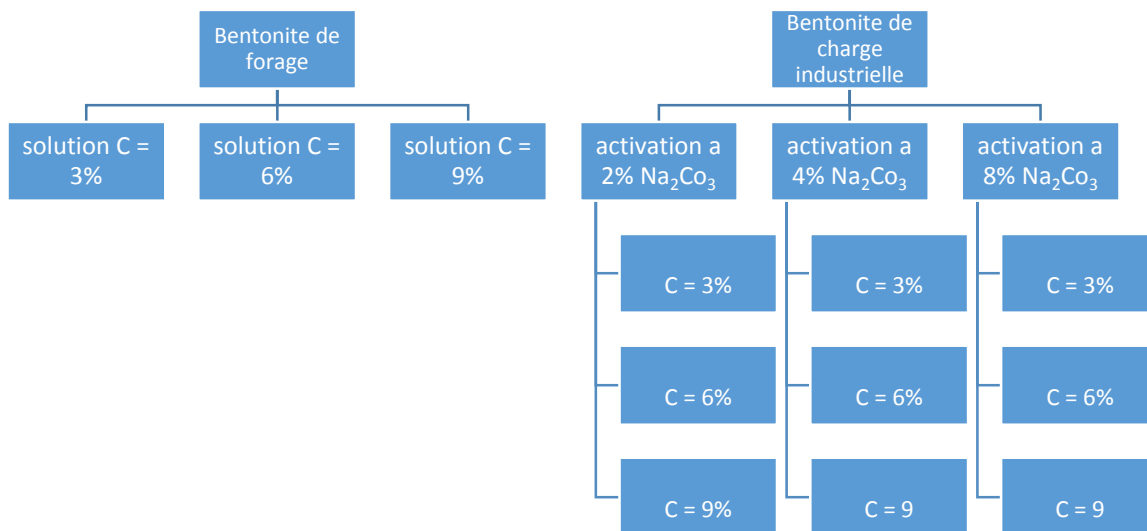 Bentonite de
forage
solution C =
3%
solution C =
6%
solution C =
9%
Bentonite de
charge
industrielle
activation a
2% Na₂Co₃
activation a
4% Na₂Co₃
activation a
8% Na₂Co₃
C = 3%
C = 6%
C = 9%
C = 3%
C = 6%
C = 9
C = 3%
C = 6%
C = 9